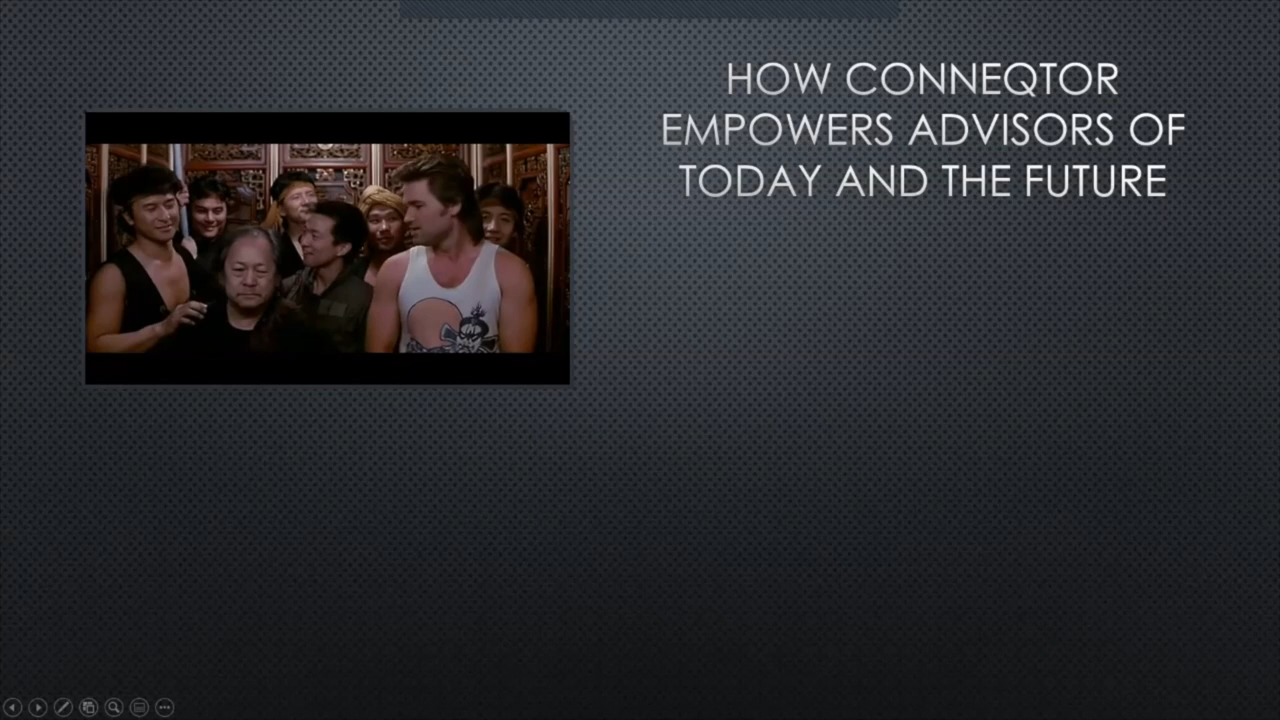 HOW CONNEQTOR
EMPOWERS ADVISORS OF
TODAY AND THE FUTURE